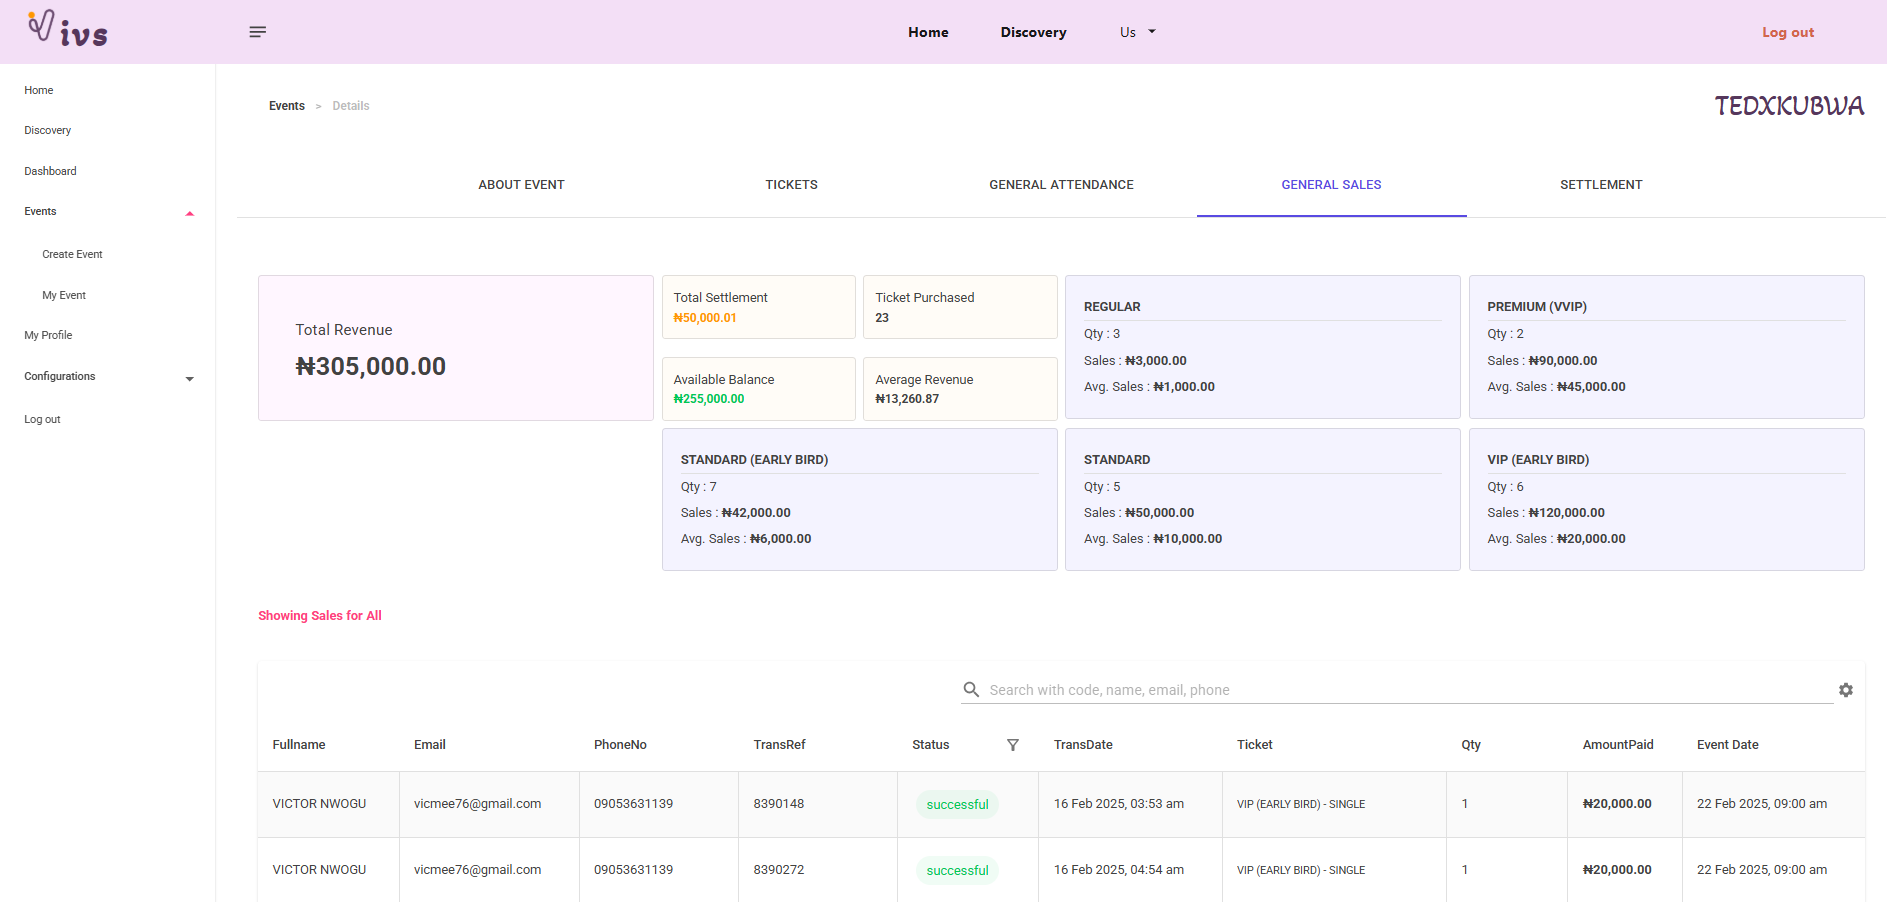 Vivs
Home
Discovery
Us
Log out
Home
Discovery
Dashboard
Events
Create Event
My Event
My Profile
Configurations
Log out
Events > Details
TEDXKUBWA
ABOUT EVENT
TICKETS
GENERAL ATTENDANCE
GENERAL SALES
SETTLEMENT
Total Revenue
₦305,000.00
Total Settlement
₦50,000.01
Ticket Purchased
23
Available Balance
₦255,000.00
Average Revenue
₦13,260.87
REGULAR
Qty : 3
Sales : ₦3,000.00
Avg. Sales : ₦1,000.00
PREMIUM (VVIP)
Qty : 2
Sales : ₦90,000.00
Avg. Sales : ₦45,000.00
STANDARD (EARLY BIRD)
Qty : 7
Sales : ₦42,000.00
Avg. Sales : ₦6,000.00
STANDARD
Qty : 5
Sales : ₦50,000.00
Avg. Sales : ₦10,000.00
VIP (EARLY BIRD)
Qty : 6
Sales : ₦120,000.00
Avg. Sales : ₦20,000.00
Showing Sales for All
Search with code, name, email, phone
Fullname Email PhoneNo TransRef Status TransDate Ticket Qty AmountPaid Event Date
VICTOR NWOGU vicmee76@gmail.com 09053631139 8390148 successful 16 Feb 2025, 03:53 am VIP (EARLY BIRD) - SINGLE 1 ₦20,000.00 22 Feb 2025, 09:00 am
VICTOR NWOGU vicmee76@gmail.com 09053631139 8390272 successful 16 Feb 2025, 04:54 am VIP (EARLY BIRD) - SINGLE 1 ₦20,000.00 22 Feb 2025, 09:00 am